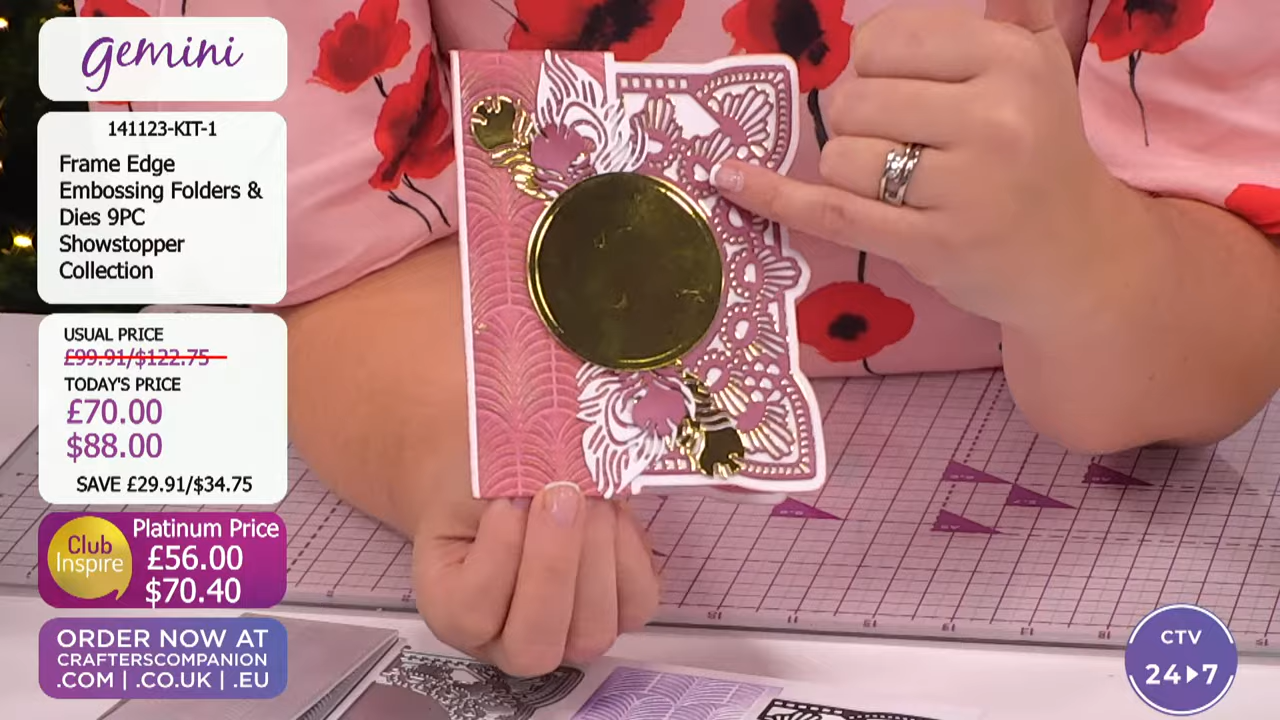 gemini
141123-KIT-1
Frame Edge
Embossing Folders &
Dies 9PC
Showstopper
Collection
USUAL PRICE
£99.91/$122.75
TODAY'S PRICE
£70.00
$88.00
SAVE £29.91/$34.75
Club
Inspire
Platinum Price
£56.00
$70.40
ORDER NOW AT
CRAFTERSCOMPANION
.COM | .CO.UK | .EU
CTV
24▶7